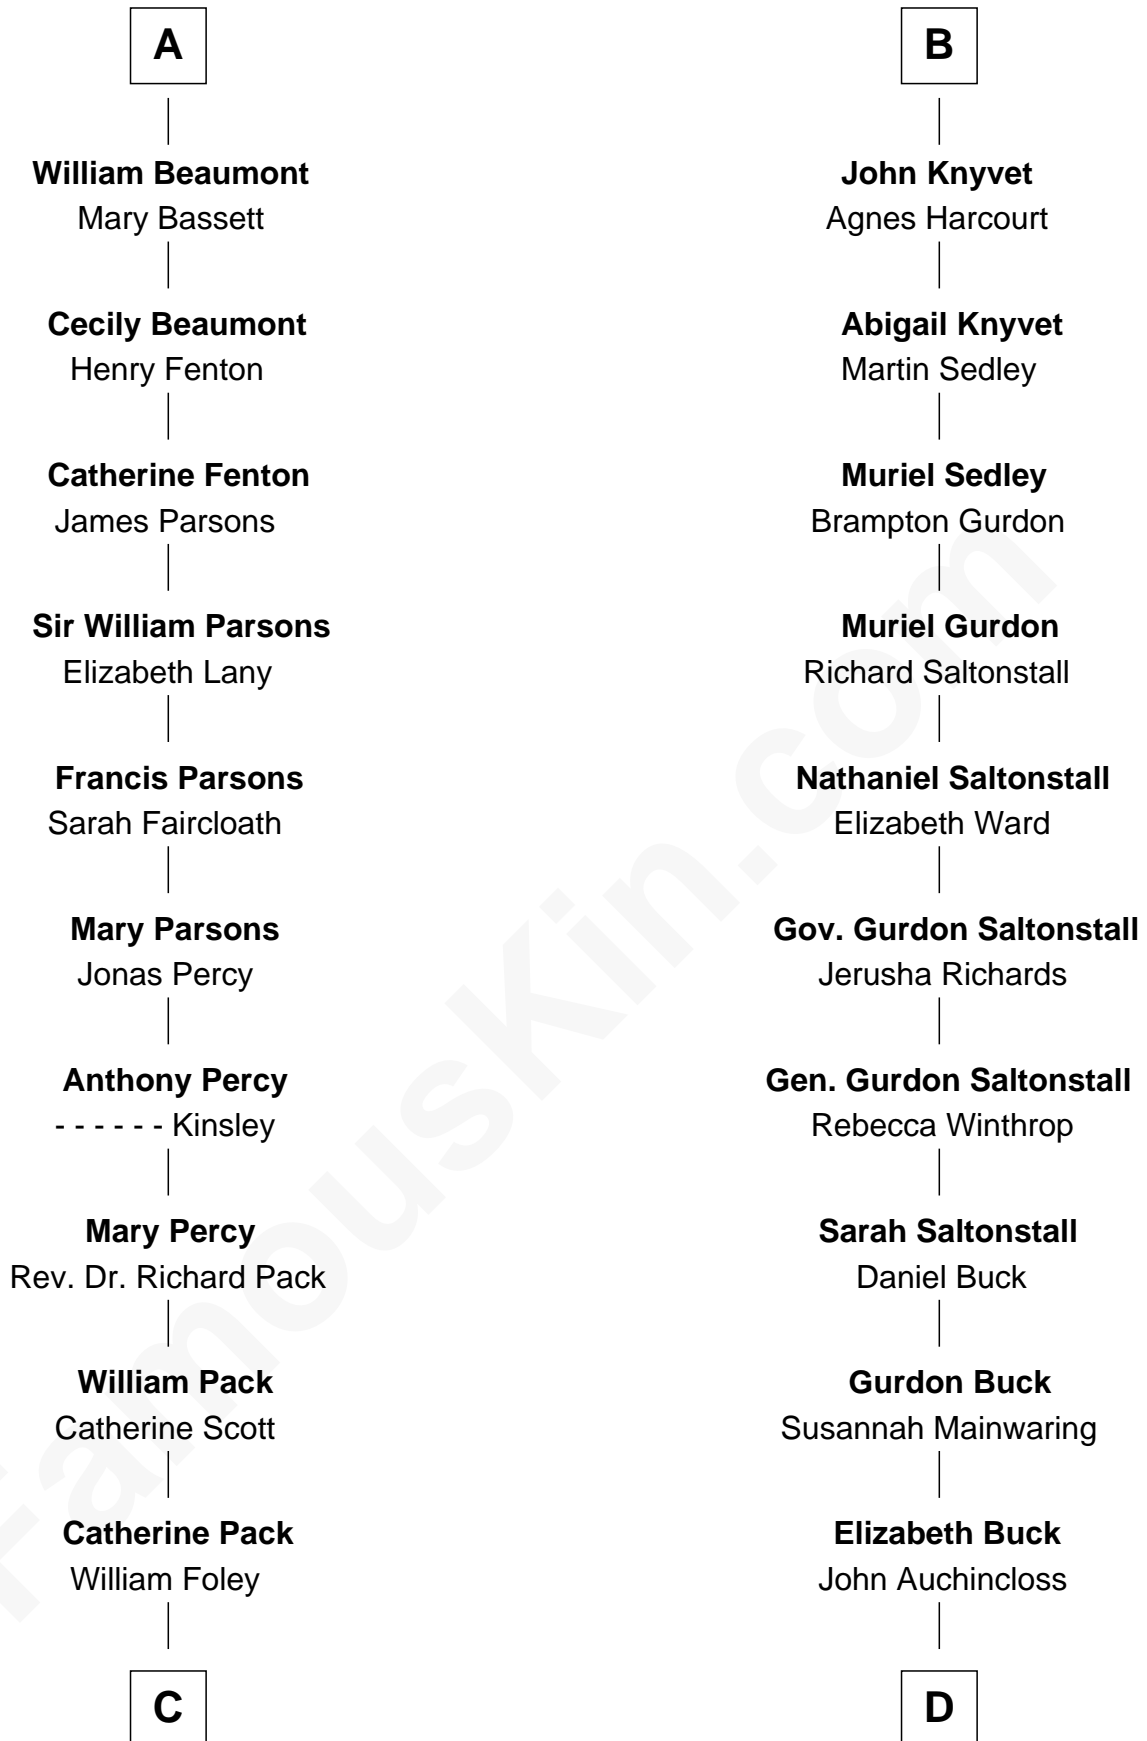 A
William Beaumont
Mary Bassett
Cecily Beaumont
Henry Fenton
Catherine Fenton
James Parsons
Sir William Parsons
Elizabeth Lany
Francis Parsons
Sarah Faircloath
Mary Parsons
Jonas Percy
Anthony Percy
- - - - - - Kinsley
Mary Percy
Rev. Dr. Richard Pack
William Pack
Catherine Scott
Catherine Pack
William Foley
C
B
John Knyvet
Agnes Harcourt
Abigail Knyvet
Martin Sedley
Muriel Sedley
Brampton Gurdon
Muriel Gurdon
Richard Saltonstall
Nathaniel Saltonstall
Elizabeth Ward
Gov. Gurdon Saltonstall
Jerusha Richards
Gen. Gurdon Saltonstall
Rebecca Winthrop
Sarah Saltonstall
Daniel Buck
Gurdon Buck
Susannah Mainwaring
Elizabeth Buck
John Auchincloss
D
FamousKin.com